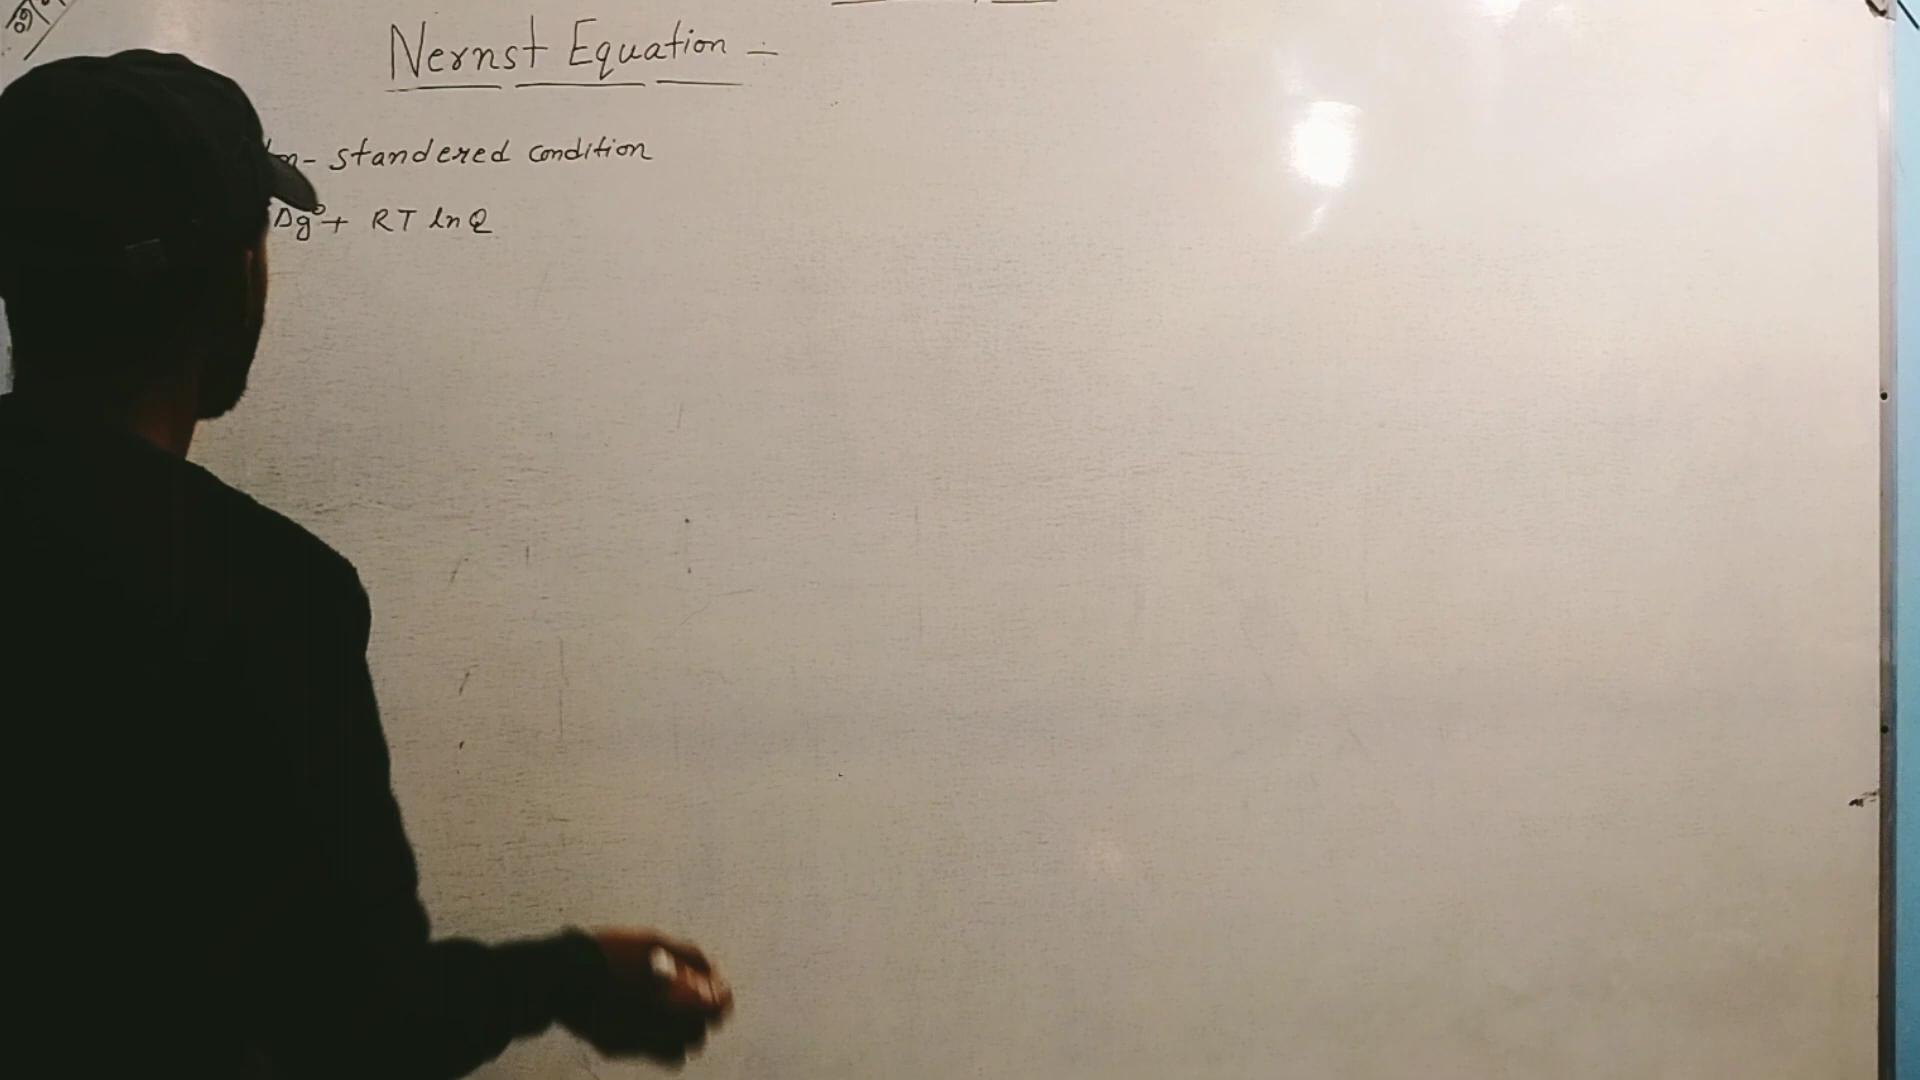 Nernst Equation -
- standered condition
Δg°+ RT ln Q